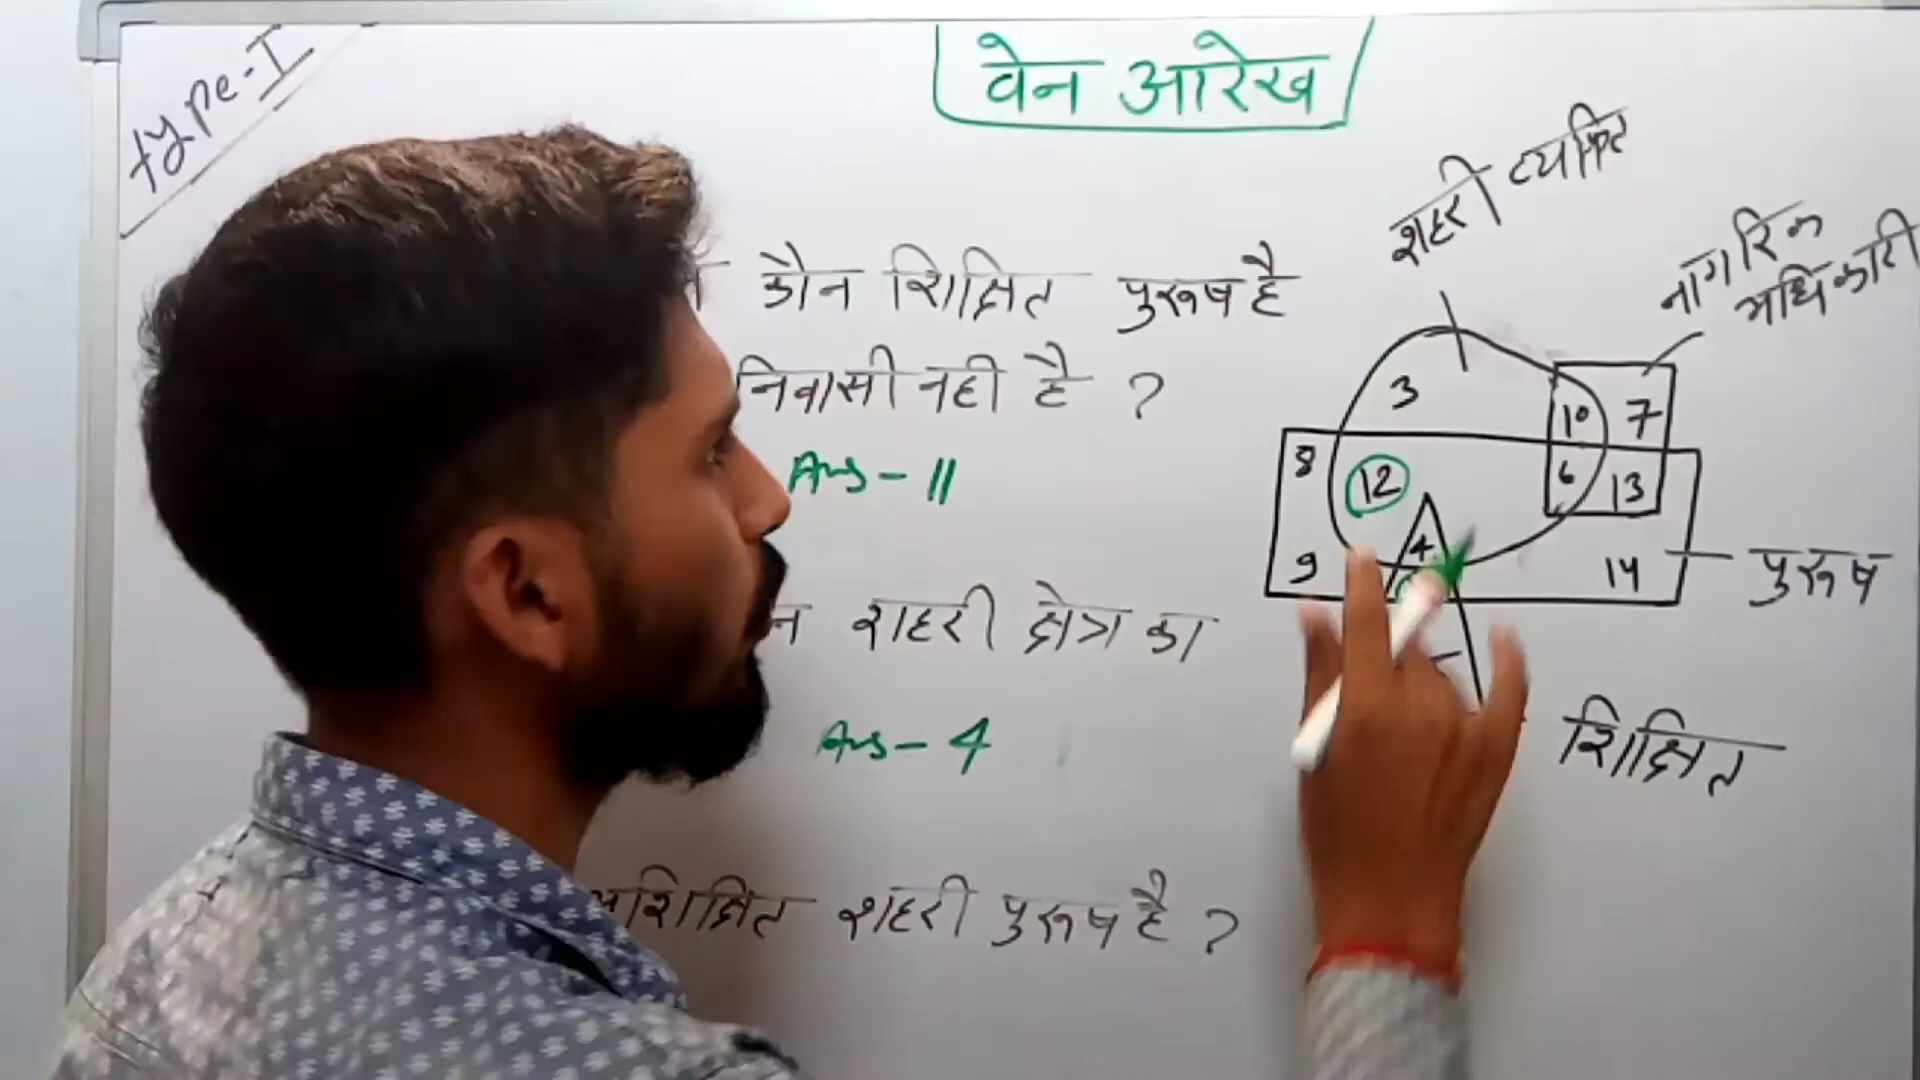 type-I
वेन आरेख
शहरी व्यक्ति
नागरिक
अधिकारी
कौन शिक्षित पुरूष है
निवासी नही है ?
Ans - 11
3
10
7
8
12
6
13
4
9
14
पुरूष
न शहरी क्षेत्र का
Ans - 4
शिक्षित
अशिक्षित शहरी पुरूष है ?